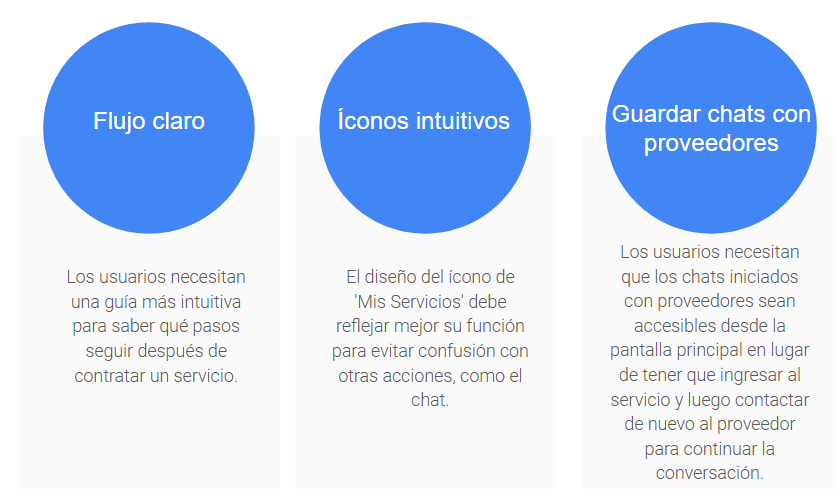 Flujo claro
Los usuarios necesitan
una guía más intuitiva
para saber qué pasos
seguir después de
contratar un servicio.
Íconos intuitivos
El diseño del ícono de
'Mis Servicios' debe
reflejar mejor su función
para evitar confusión con
otras acciones, como el
chat.
Guardar chats con
proveedores
Los usuarios necesitan
que los chats iniciados
con proveedores sean
accesibles desde la
pantalla principal en lugar
de tener que ingresar al
servicio y luego contactar
de nuevo al proveedor
para continuar la
conversación.